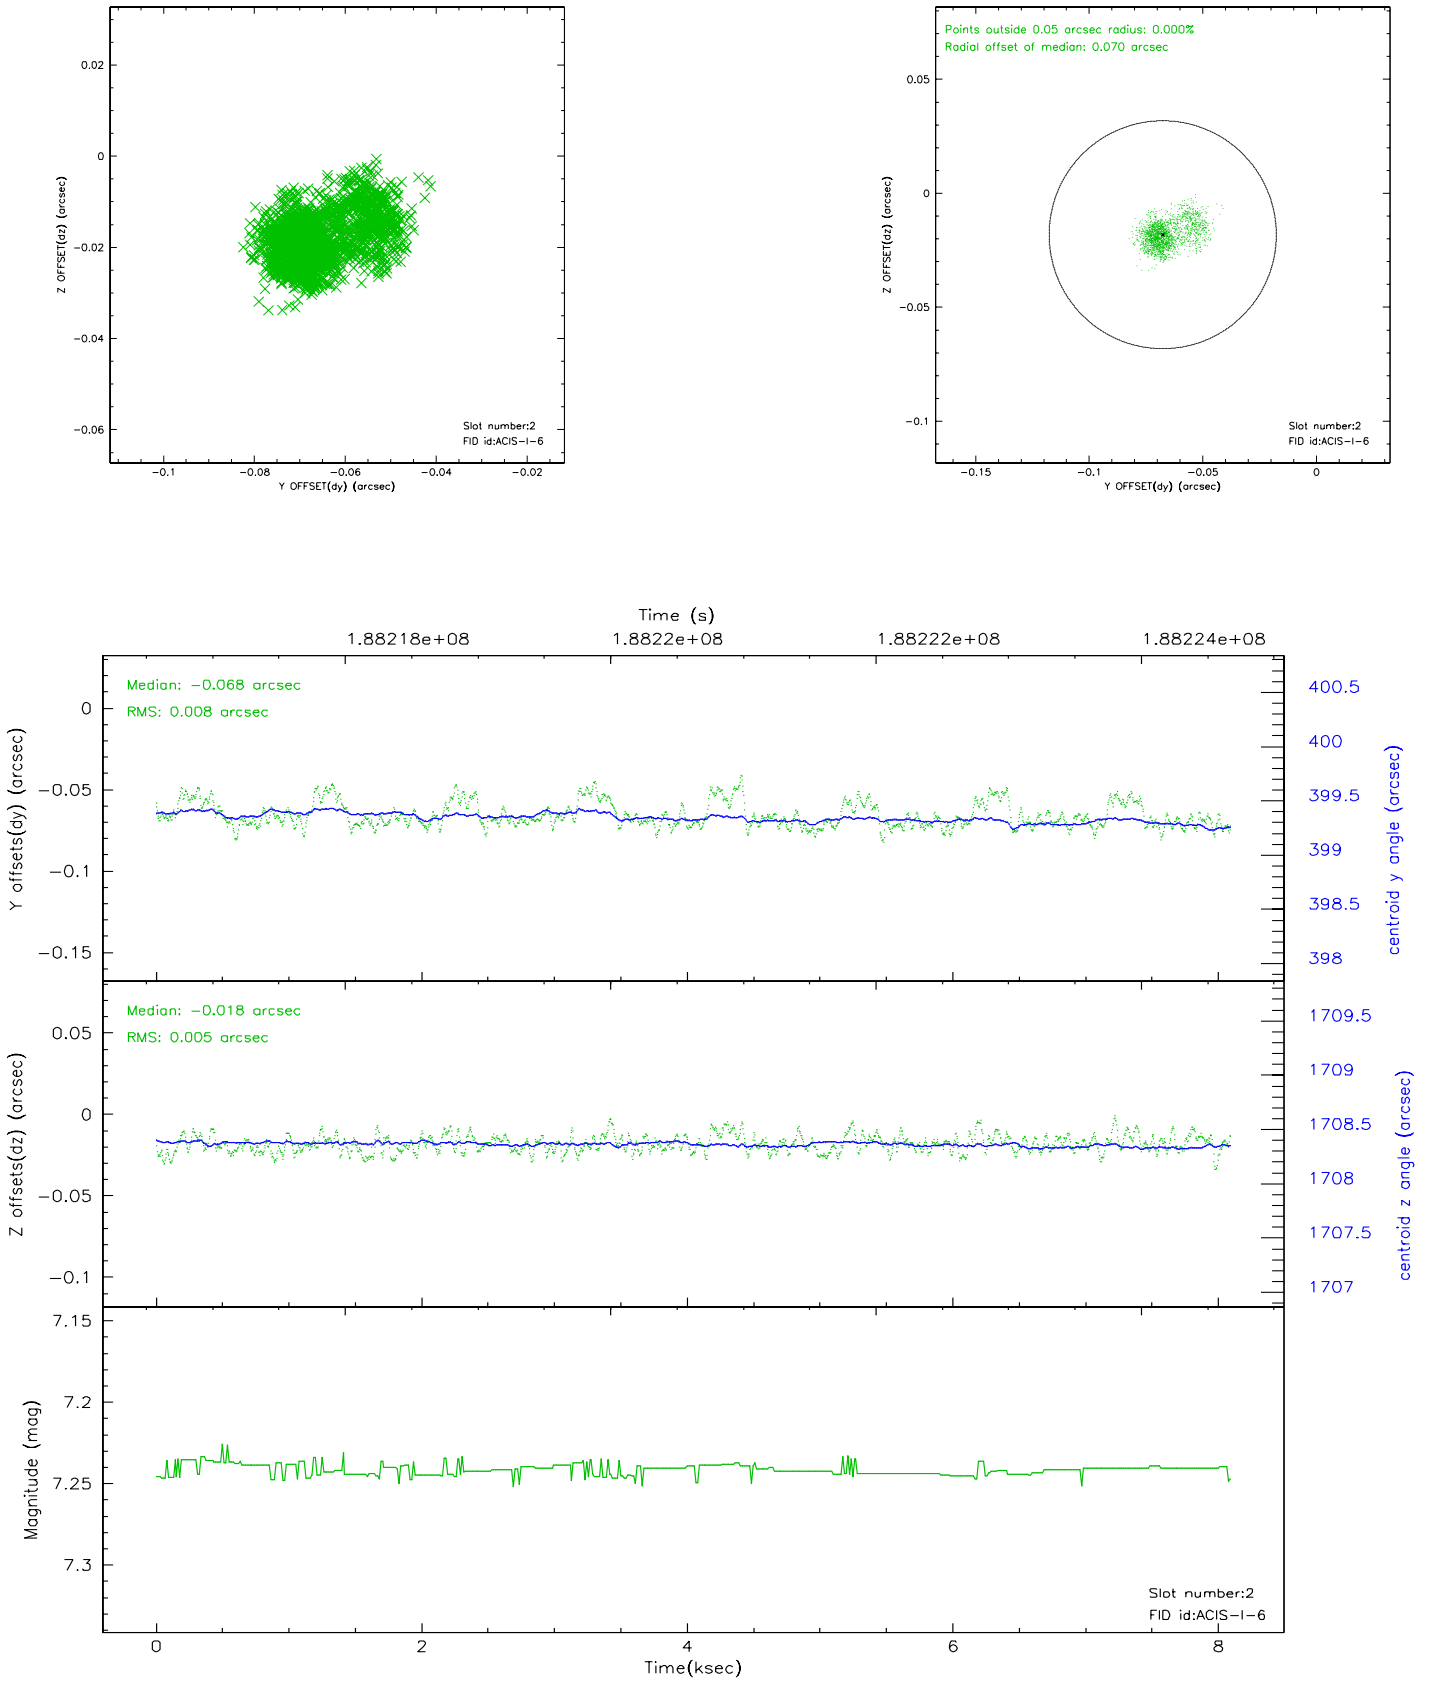 0.02
0
−0.02
−0.04
−0.06
Z OFFSET(dz) (arcsec)
−0.1
−0.08
−0.06
−0.04
−0.02
Y OFFSET(dy) (arcsec)
Slot number:2
FID id:ACIS−I−6
Points outside 0.05 arcsec radius: 0.000%
Radial offset of median: 0.070 arcsec
0.05
0
−0.05
−0.1
Z OFFSET(dz) (arcsec)
−0.15
−0.1
−0.05
0
Y OFFSET(dy) (arcsec)
Slot number:2
FID id:ACIS−I−6
Time (s)
1.88218e+08
1.8822e+08
1.88222e+08
1.88224e+08
Median: −0.068 arcsec
RMS: 0.008 arcsec
0
−0.05
−0.1
−0.15
Y offsets(dy) (arcsec)
400.5
400
399.5
399
398.5
398
centroid y angle (arcsec)
Median: −0.018 arcsec
RMS: 0.005 arcsec
0.05
0
−0.05
−0.1
Z offsets(dz) (arcsec)
1709.5
1709
1708.5
1708
1707.5
1707
centroid z angle (arcsec)
7.15
7.2
7.25
7.3
Magnitude (mag)
Slot number:2
FID id:ACIS−I−6
0
2
4
6
8
Time(ksec)